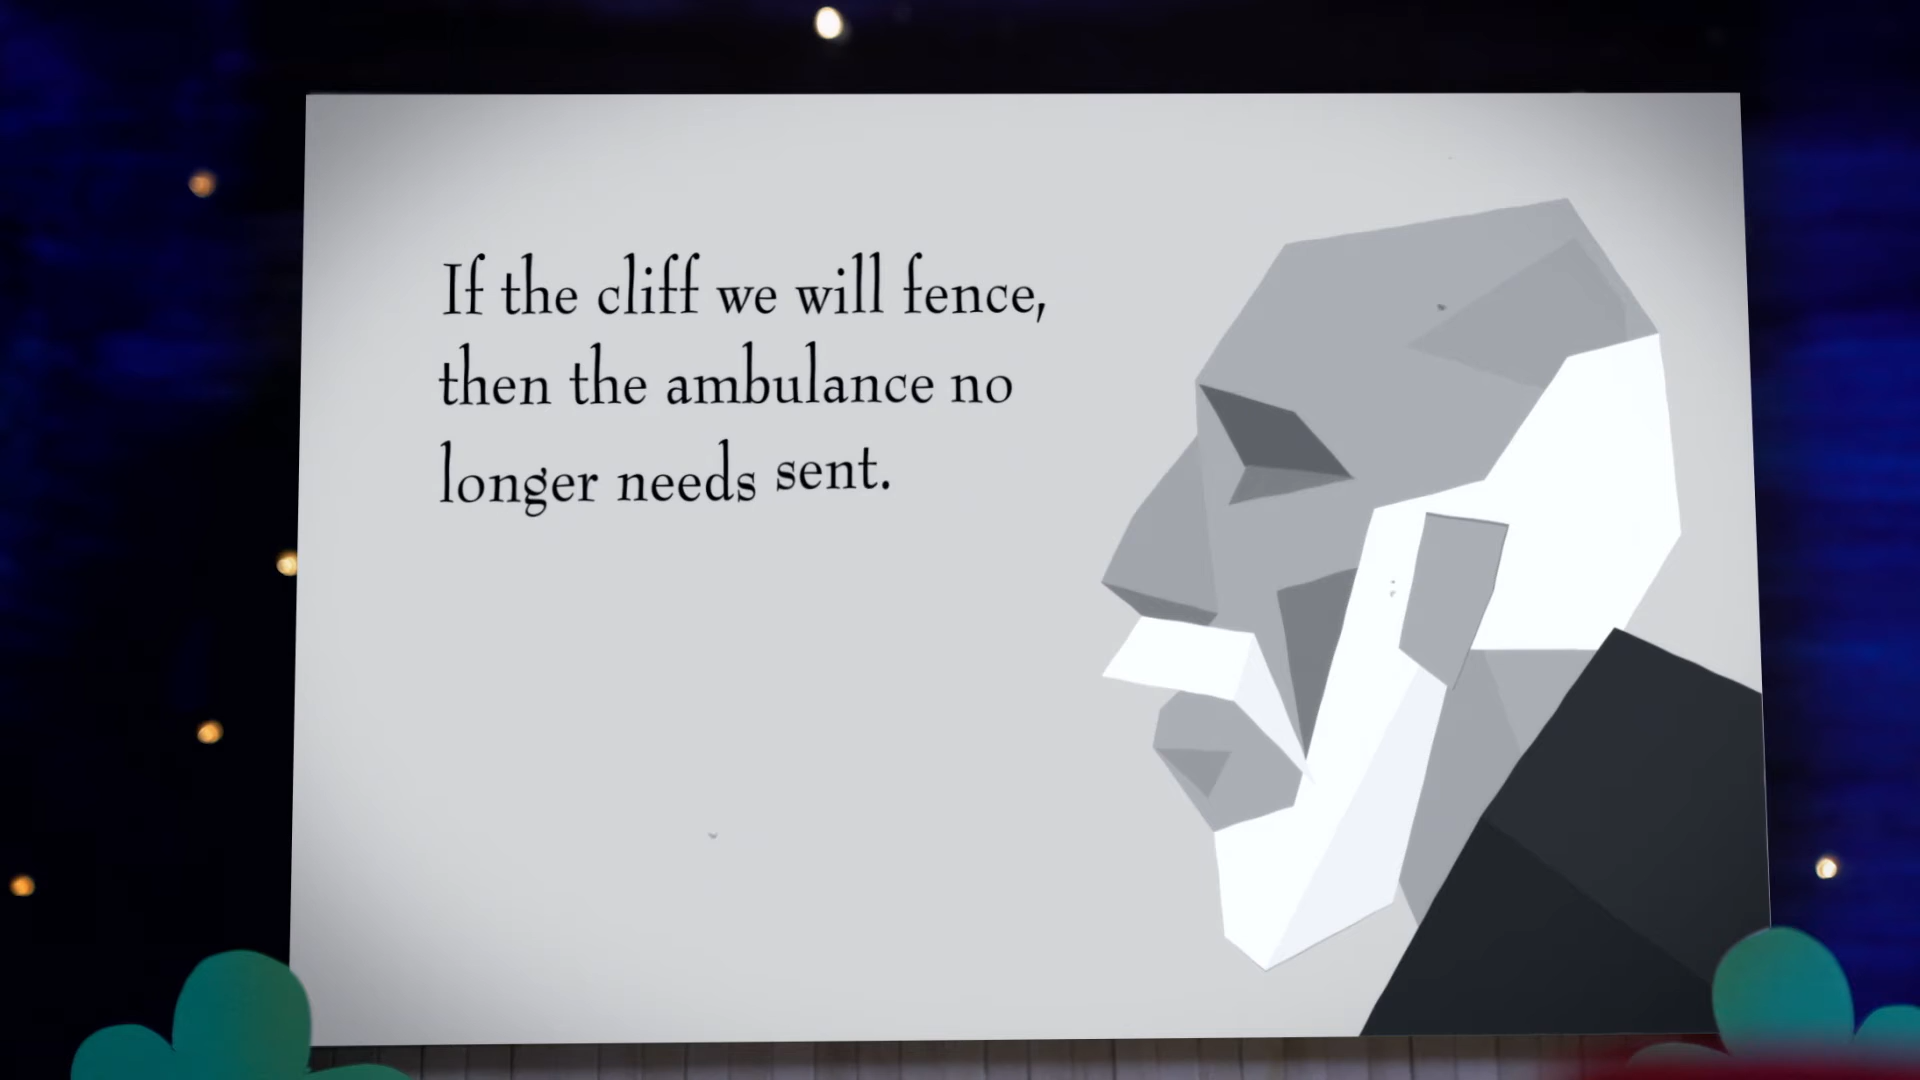 If the cliff we will fence,
then the ambulance no
longer needs sent.